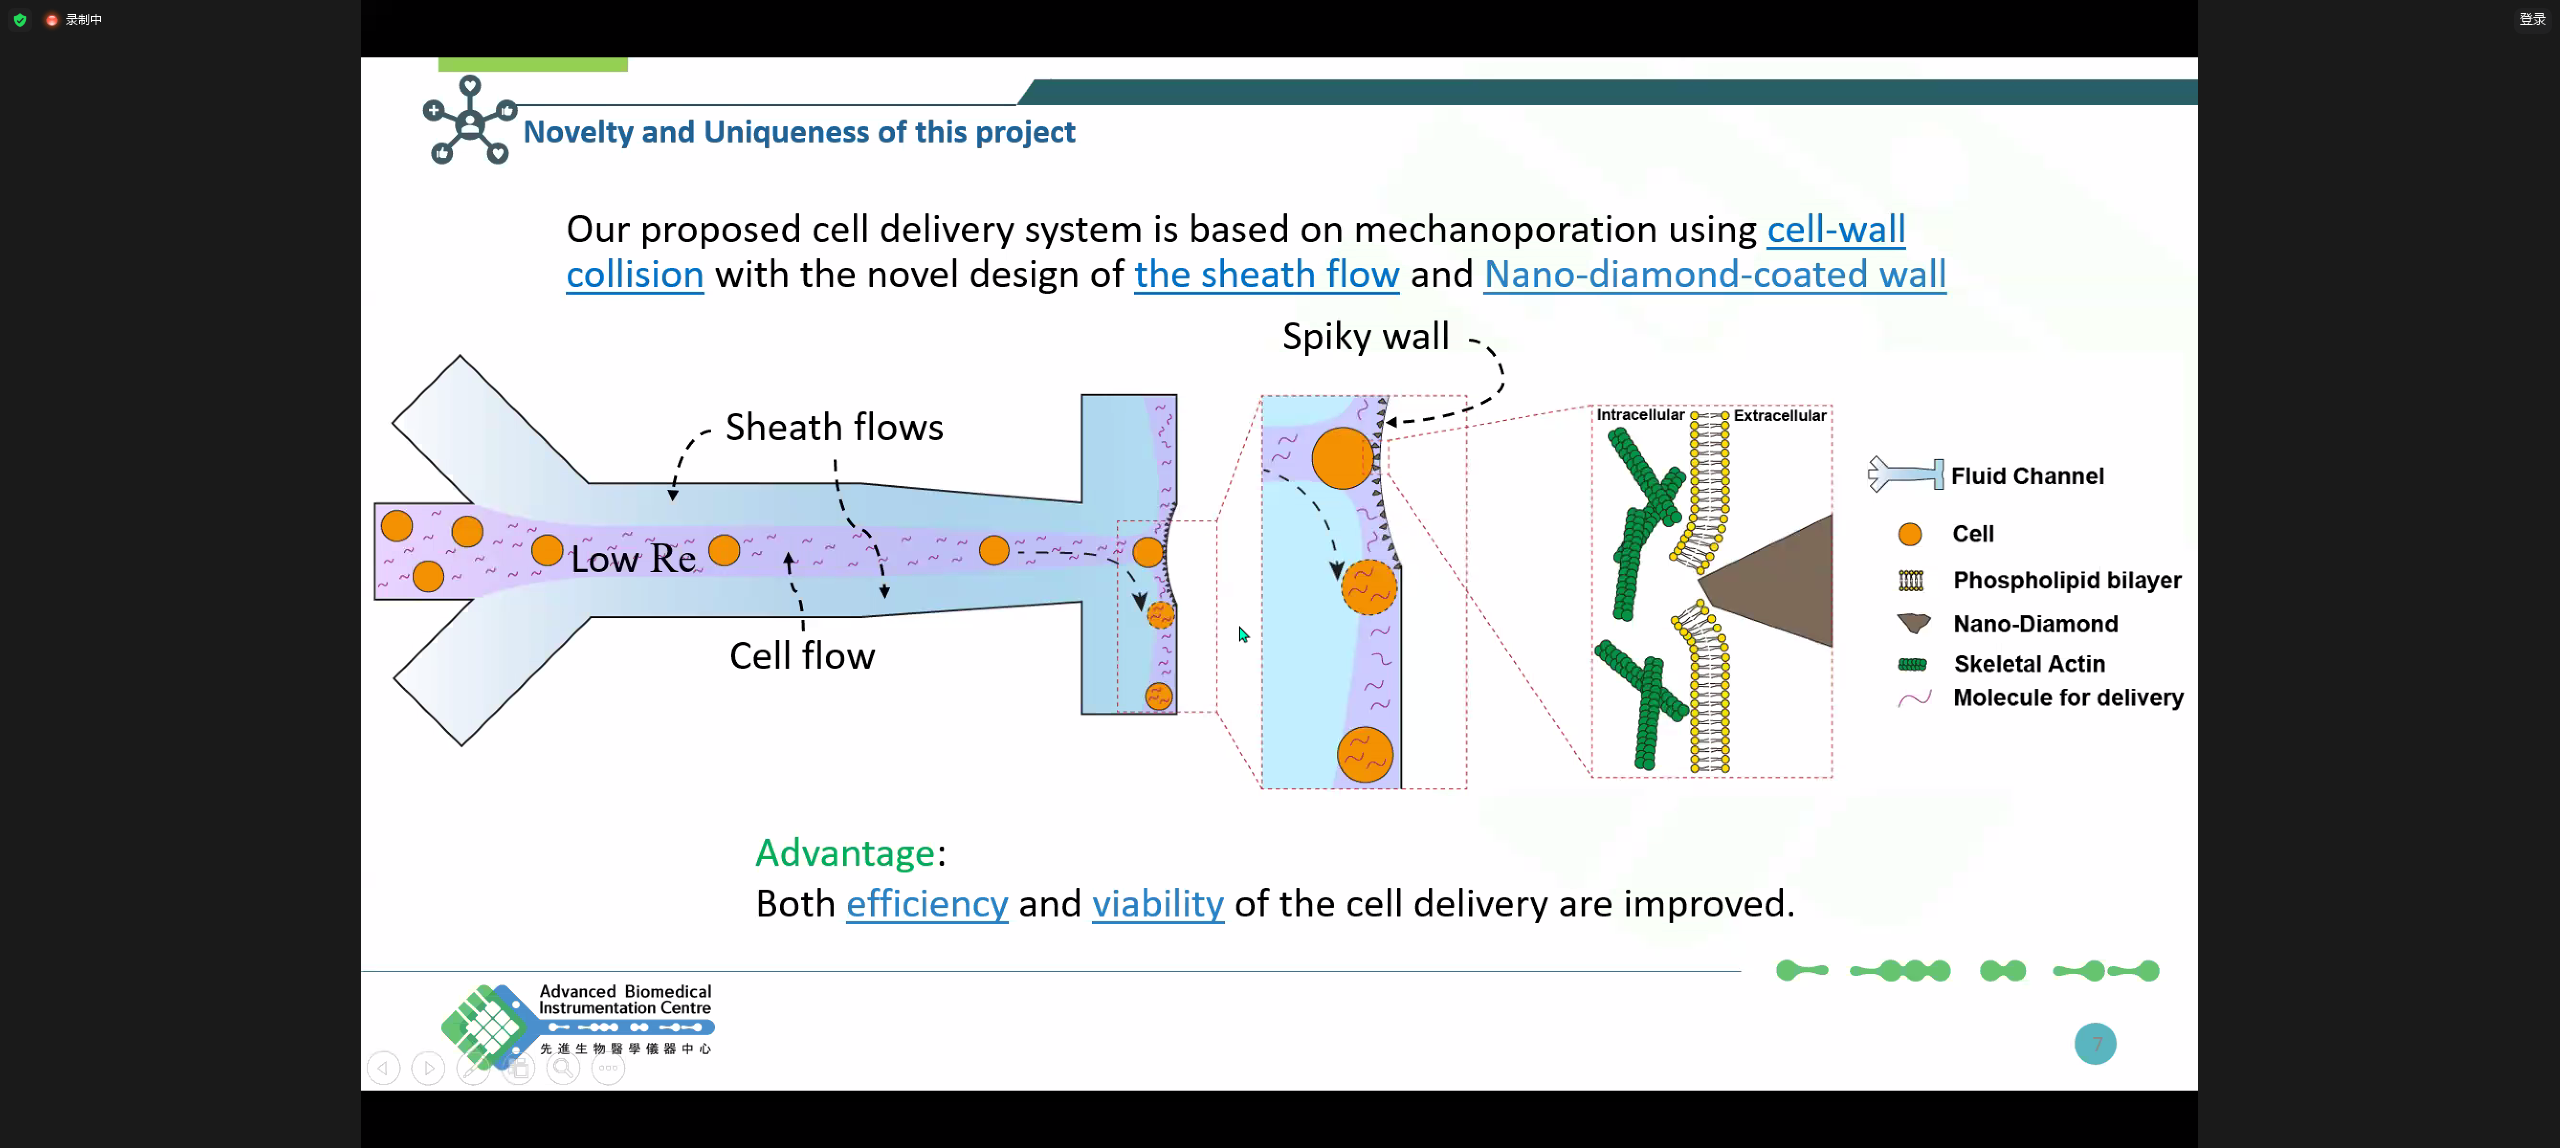 录制中
登录
Novelty and Uniqueness of this project
Our proposed cell delivery system is based on mechanoporation using cell-wall
collision with the novel design of the sheath flow and Nano-diamond-coated wall
Spiky wall
Sheath flows
Low Re
Cell flow
Intracellular
Extracellular
Fluid Channel
Cell
Phospholipid bilayer
Nano-Diamond
Skeletal Actin
Molecule for delivery
Advantage:
Both efficiency and viability of the cell delivery are improved.
Advanced Biomedical
Instrumentation Centre
先進生物醫學儀器中心
7